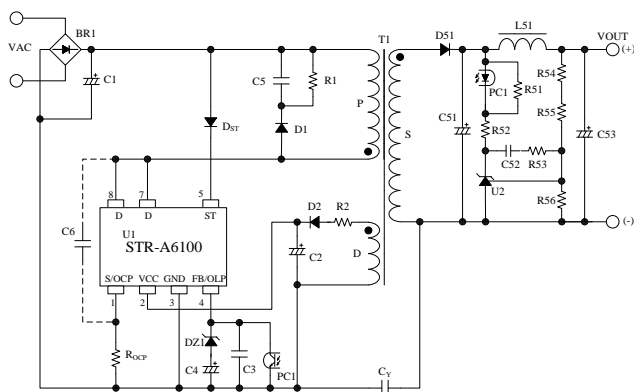 VAC
BR1
C1
C5
R1
D1
DST
P
T1
S
D51
L51
VOUT
(+)
PC1
R51
R54
R55
C51
R52
C52
R53
C53
U2
R56
(-)
8
7
5
D
D
ST
U1
STR-A6100
S/OCP
VCC
GND
FB/OLP
1
2
3
4
C6
D2
R2
C2
D
ROCP
DZ1
C4
C3
PC1
CY